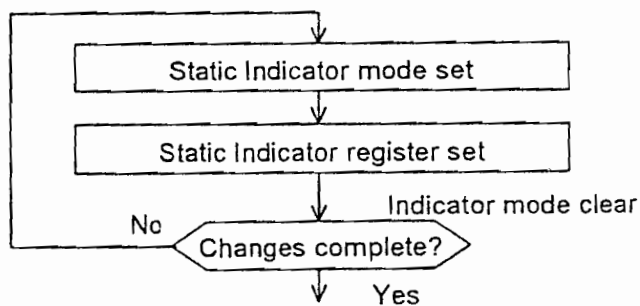 Static Indicator mode set
Static Indicator register set
Indicator mode clear
No
Changes complete?
Yes